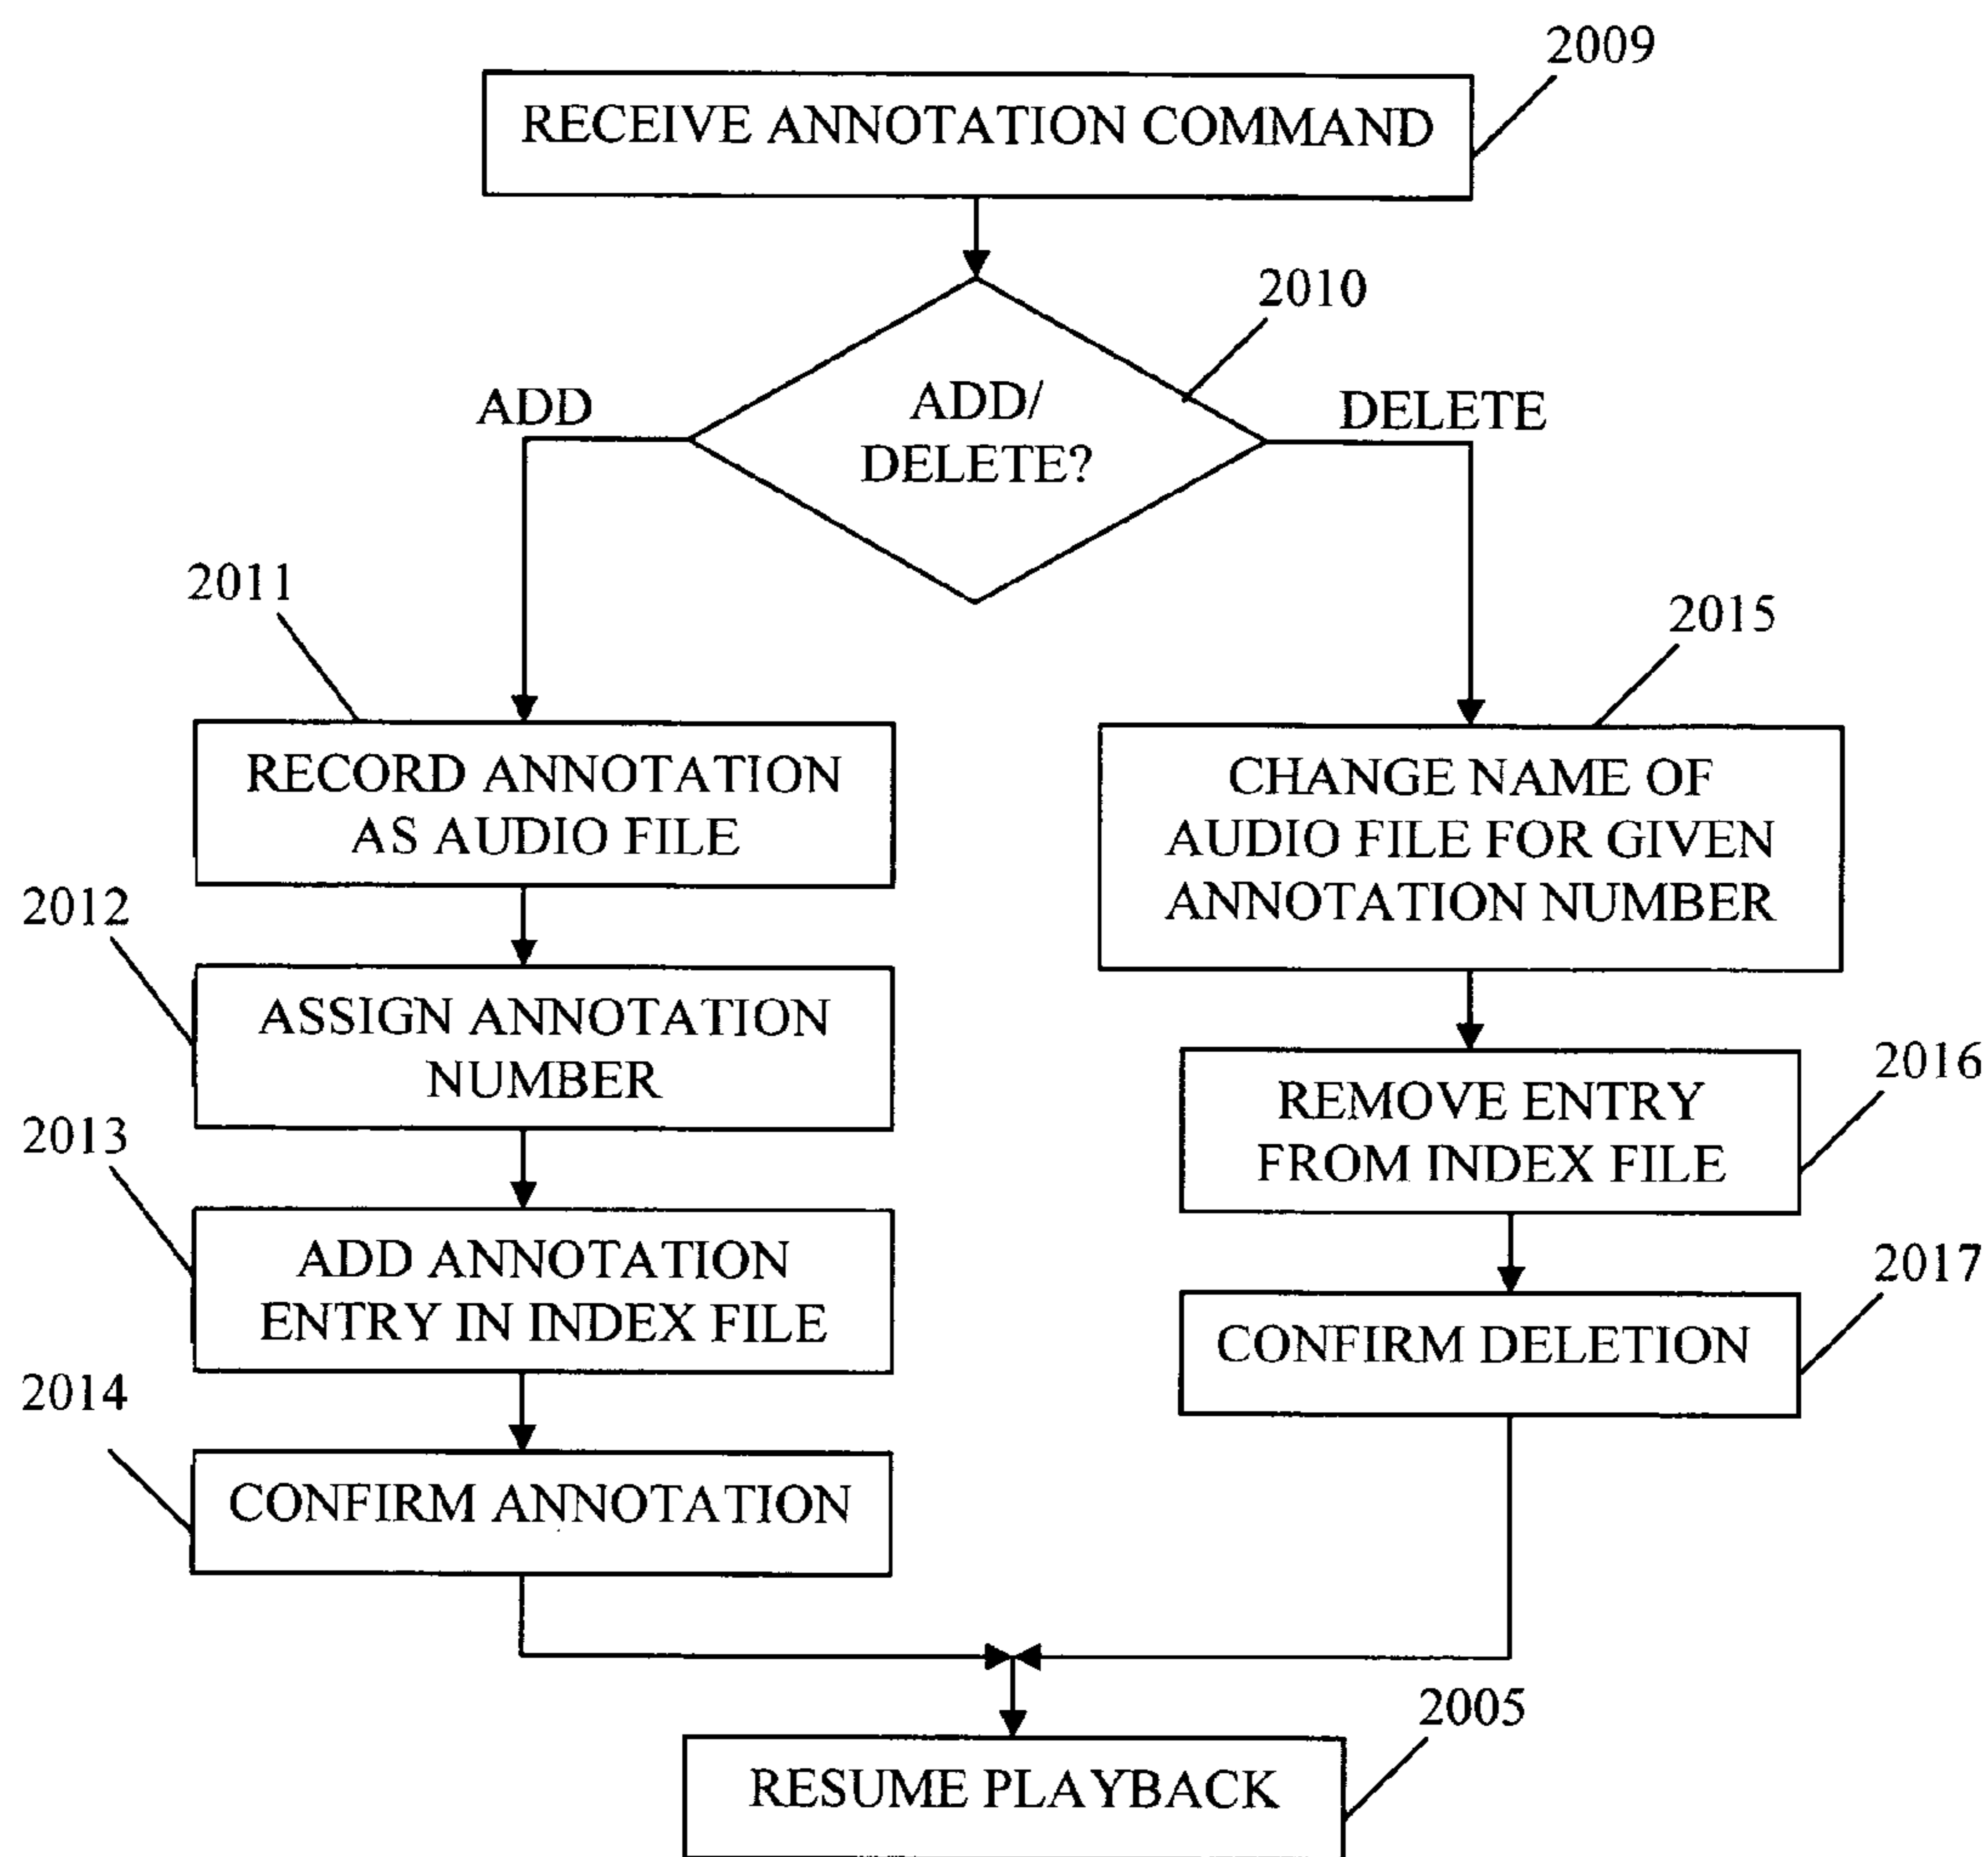 2009
RECEIVE ANNOTATION COMMAND
2010
ADD
ADD/
DELETE?
DELETE
2011
RECORD ANNOTATION
AS AUDIO FILE
2015
CHANGE NAME OF
AUDIO FILE FOR GIVEN
ANNOTATION NUMBER
2012
ASSIGN ANNOTATION
NUMBER
2016
REMOVE ENTRY
FROM INDEX FILE
2013
ADD ANNOTATION
ENTRY IN INDEX FILE
2017
CONFIRM DELETION
2014
CONFIRM ANNOTATION
2005
RESUME PLAYBACK